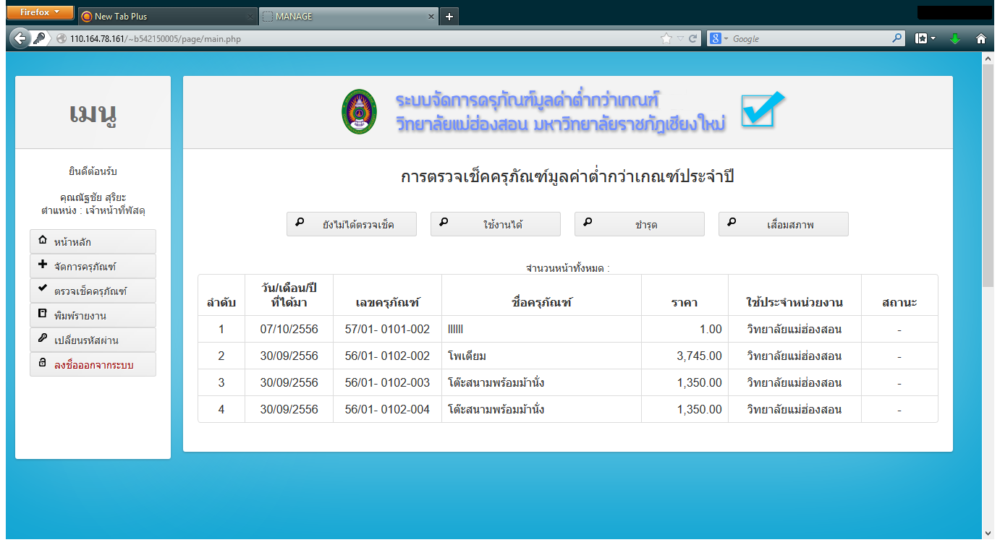 Firefox
New Tab Plus
MANAGE
110.164.78.161/~b542150005/page/main.php
Google
เมนู
ยินดีต้อนรับ
คุณณัฐชัย สุริยะ
ตำแหน่ง : เจ้าหน้าที่พัสดุ
หน้าหลัก
จัดการครุภัณฑ์
ตรวจเช็คครุภัณฑ์
พิมพ์รายงาน
เปลี่ยนรหัสผ่าน
ลงชื่อออกจากระบบ
ระบบจัดการครุภัณฑ์มูลค่าต่ำกว่าเกณฑ์
วิทยาลัยแม่ฮ่องสอน มหาวิทยาลัยราชภัฏเชียงใหม่
การตรวจเช็คครุภัณฑ์มูลค่าต่ำกว่าเกณฑ์ประจำปี
ยังไม่ได้ตรวจเช็ค ใช้งานได้ ชำรุด เสื่อมสภาพ
จำนวนหน้าทั้งหมด :
ลำดับ วัน/เดือน/ปี ที่ได้มา เลขครุภัณฑ์ ชื่อครุภัณฑ์ ราคา ใช้ประจำหน่วยงาน สถานะ
1 07/10/2556 57/01- 0101-002 llllll 1.00 วิทยาลัยแม่ฮ่องสอน -
2 30/09/2556 56/01- 0102-002 โพเดียม 3,745.00 วิทยาลัยแม่ฮ่องสอน -
3 30/09/2556 56/01- 0102-003 โต๊ะสนามพร้อมม้านั่ง 1,350.00 วิทยาลัยแม่ฮ่องสอน -
4 30/09/2556 56/01- 0102-004 โต๊ะสนามพร้อมม้านั่ง 1,350.00 วิทยาลัยแม่ฮ่องสอน -